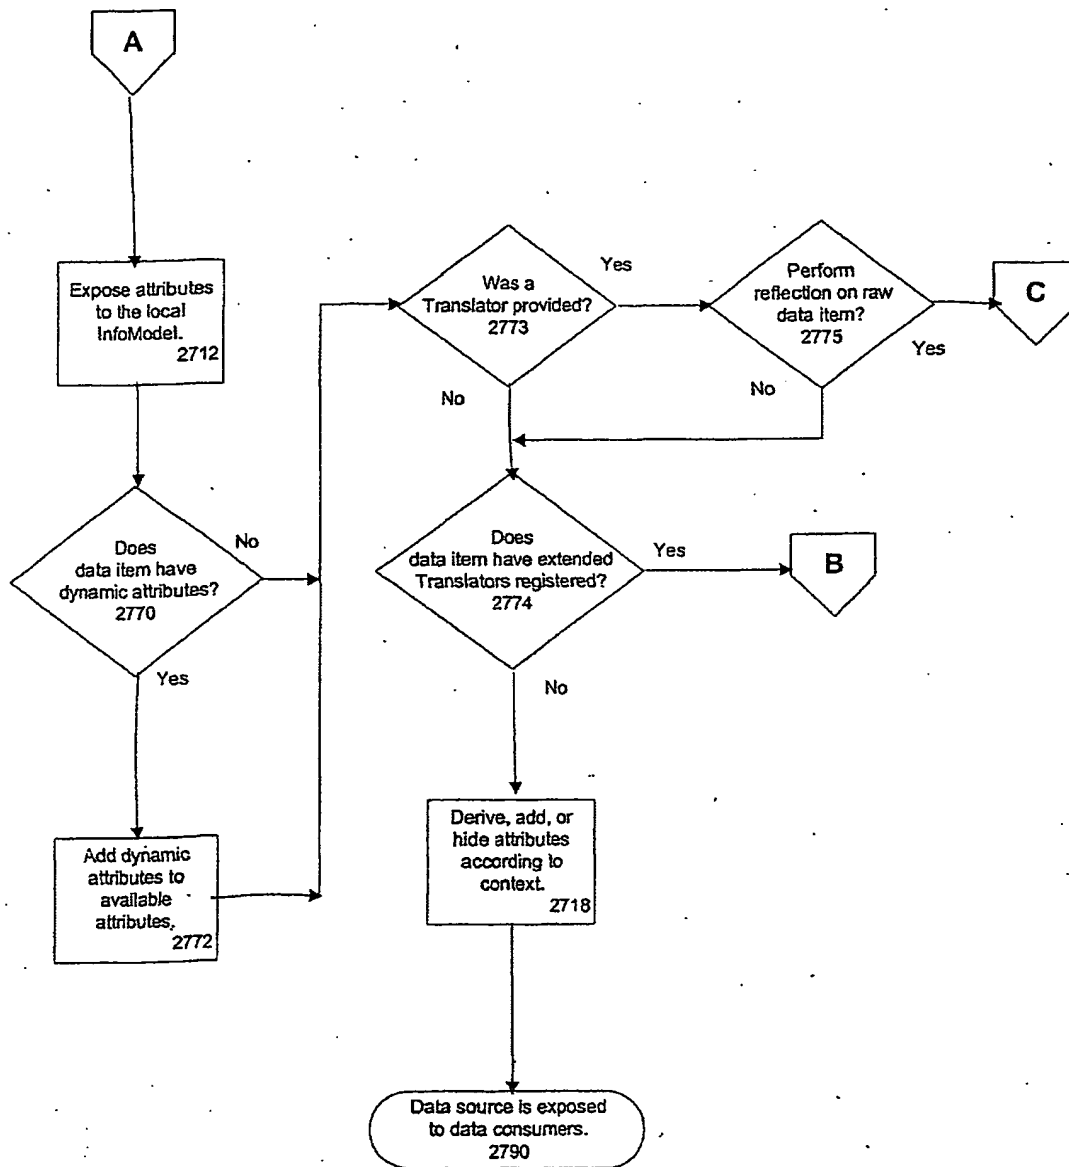 A
Expose attributes
to the local
InfoModel.
2712
Does
data item have
dynamic attributes?
2770
No
Yes
Add dynamic
attributes to
available
attributes.
2772
Was a
Translator provided?
2773
Yes
No
Perform
reflection on raw
data item?
2775
Yes
No
C
Does
data item have extended
Translators registered?
2774
Yes
B
No
Derive, add, or
hide attributes
according to
context.
2718
Data source is exposed
to data consumers.
2790